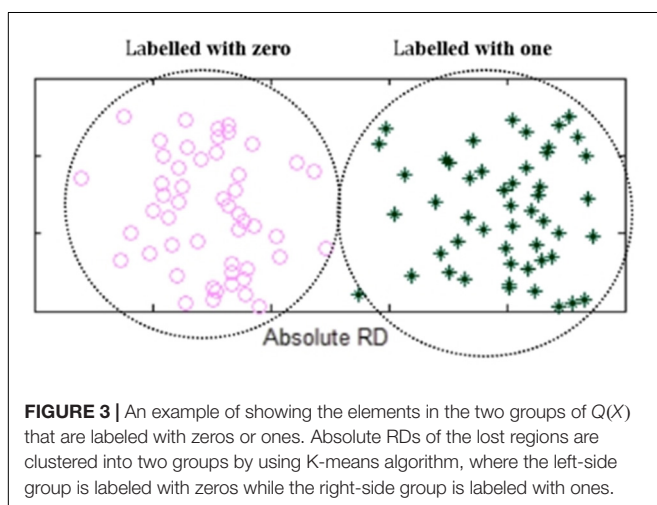 Labelled with zero
Labelled with one
Absolute RD
FIGURE 3 | An example of showing the elements in the two groups of Q(X)
that are labeled with zeros or ones. Absolute RDs of the lost regions are
clustered into two groups by using K-means algorithm, where the left-side
group is labeled with zeros while the right-side group is labeled with ones.